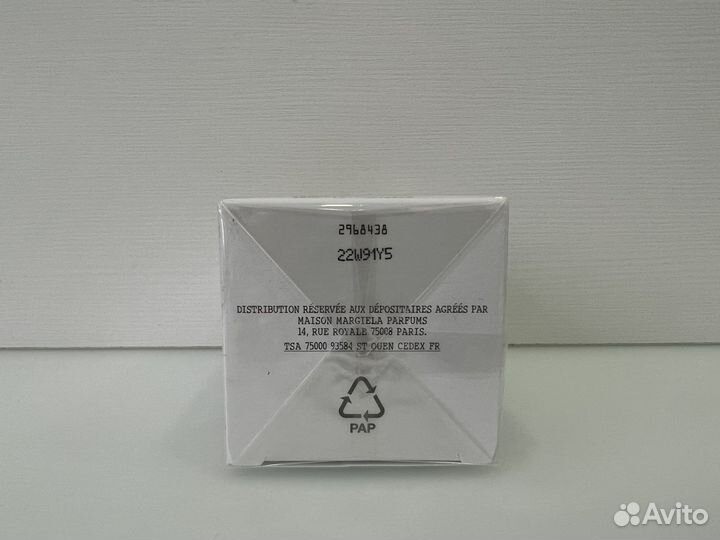 2968438
22W91Y5
DISTRIBUTION RÉSERVÉE AUX DÉPOSITAIRES AGRÉÉS PAR
MAISON MARGIELA PARFUMS
14, RUE ROYALE 75008 PARIS.
TSA 75000 93584 ST OUEN CEDEX FR
PAP
Avito